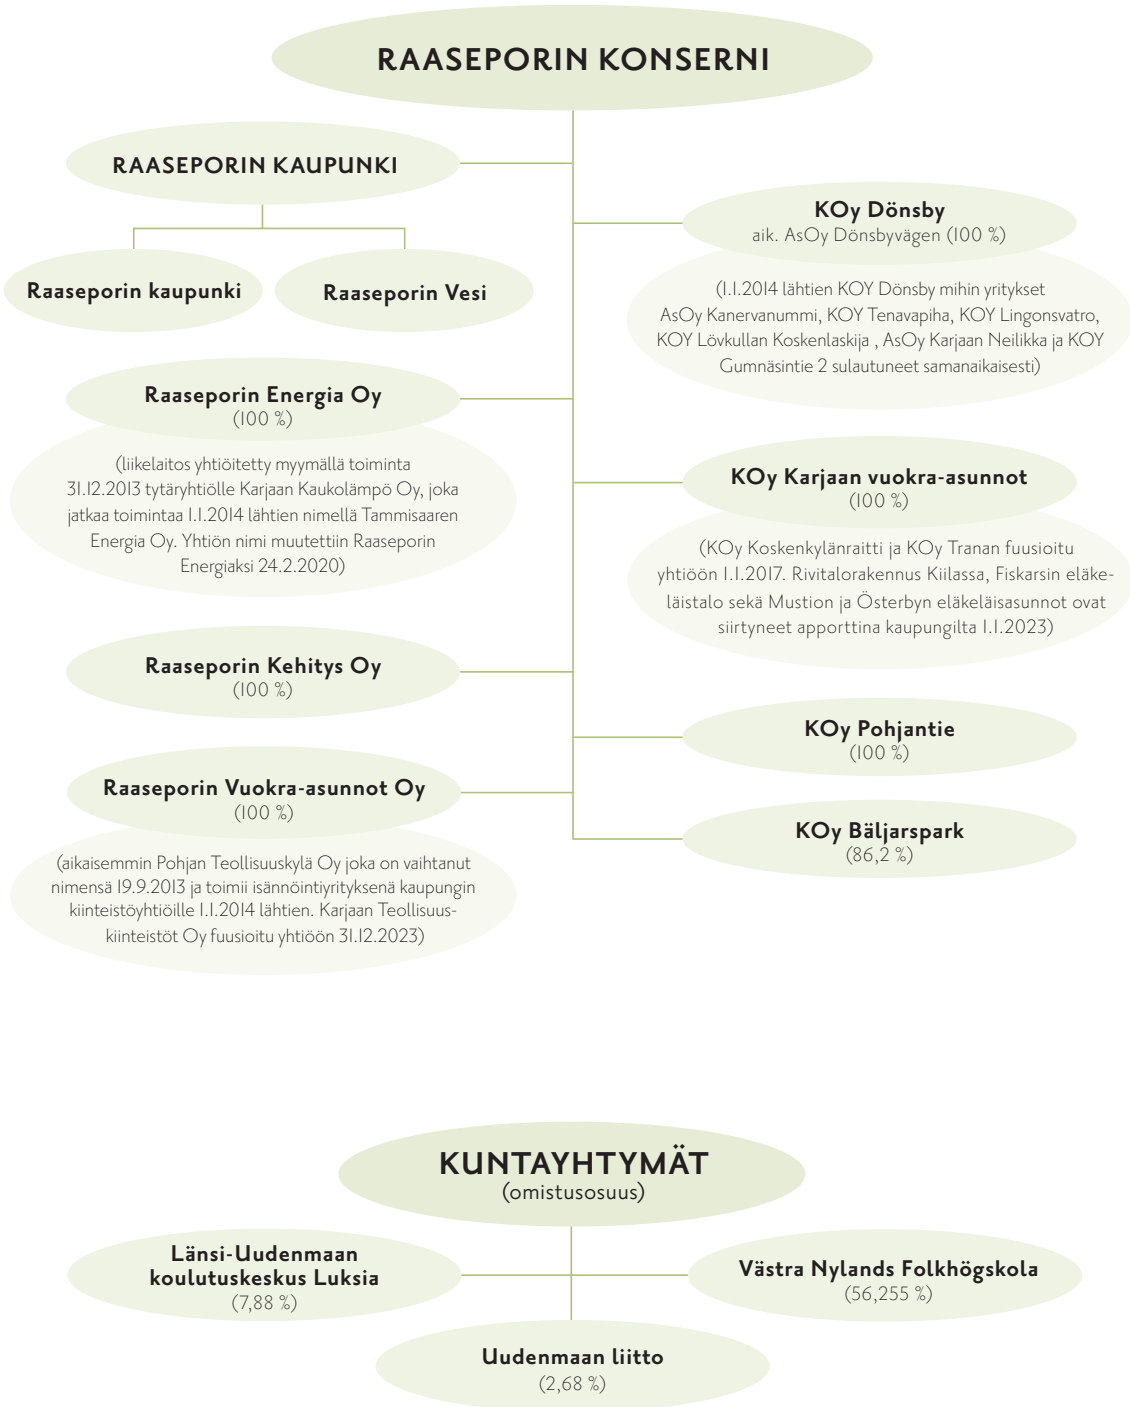 RAASEPORIN KONSERNI
RAASEPORIN KAUPUNKI
Raaseporin kaupunki
Raaseporin Vesi
Raaseporin Energia Oy
(100 %)
(liikelaitos yhtiöitetty myymällä toiminta
31.12.2013 tytäryhtiölle Karjaan Kaukolämpö Oy, joka
jatkaa toimintaa 1.1.2014 lähtien nimellä Tammisaaren
Energia Oy. Yhtiön nimi muutettiin Raaseporin
Energiaksi 24.2.2020)
Raaseporin Kehitys Oy
(100 %)
Raaseporin Vuokra-asunnot Oy
(100 %)
(aikaisemmin Pohjan Teollisuuskylä Oy joka on vaihtanut
nimensä 19.9.2013 ja toimii isännöintiyrityksenä kaupungin
kiinteistöyhtiöille 1.1.2014 lähtien. Karjaan Teollisuus-
kiinteistöt Oy fuusioitu yhtiöön 31.12.2023)
KOy Dönsby
aik. AsOy Dönsbyvägen (100 %)
(1.1.2014 lähtien KOY Dönsby mihin yritykset
AsOy Kanervanummi, KOY Tenavapiha, KOY Lingonsvatro,
KOY Lövkullan Koskenlaskija , AsOy Karjaan Neilikka ja KOY
Gumnäsintie 2 sulautuneet samanaikaisesti)
KOy Karjaan vuokra-asunnot
(100 %)
(KOy Koskenkylänraitti ja KOy Tranan fuusioitu
yhtiöön 1.1.2017. Rivitalorakennus Kiilassa, Fiskarsin eläke-
läistalo sekä Mustion ja Österbyn eläkeläisasunnot ovat
siirtyneet apporttina kaupungilta 1.1.2023)
KOy Pohjantie
(100 %)
KOy Bäljarspark
(86,2 %)
KUNTAYHTYMÄT
(omistusosuus)
Länsi-Uudenmaan
koulutuskeskus Luksia
(7,88 %)
Västra Nylands Folkhögskola
(56,255 %)
Uudenmaan liitto
(2,68 %)